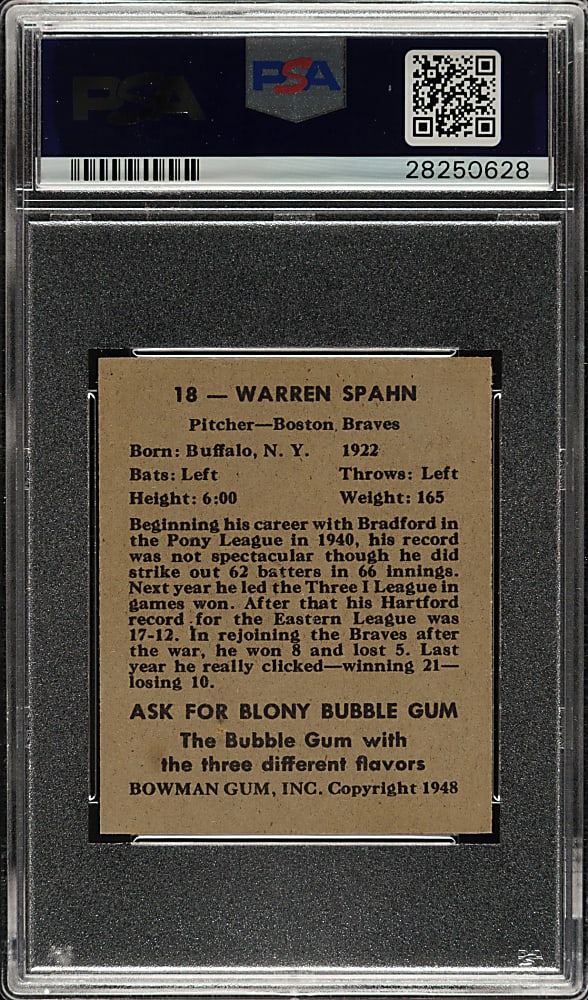 PSA
PSA
28250628
18 — WARREN SPAHN
Pitcher—Boston Braves
Born: Buffalo, N. Y. 1922
Bats: Left Throws: Left
Height: 6:00 Weight: 165
Beginning his career with Bradford in
the Pony League in 1940, his record
was not spectacular though he did
strike out 62 batters in 66 innings.
Next year he led the Three I League in
games won. After that his Hartford
record for the Eastern League was
17-12. In rejoining the Braves after
the war, he won 8 and lost 5. Last
year he really clicked—winning 21—
losing 10.
ASK FOR BLONY BUBBLE GUM
The Bubble Gum with
the three different flavors
BOWMAN GUM, INC. Copyright 1948